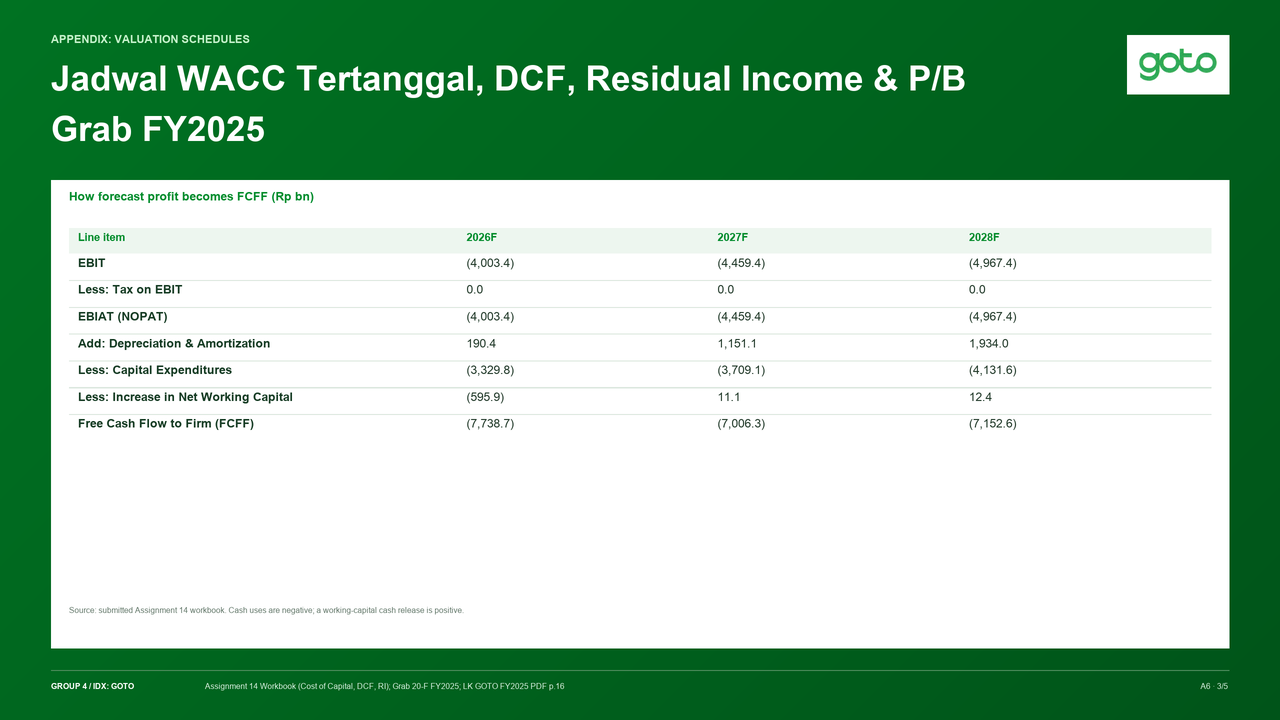 APPENDIX: VALUATION SCHEDULES
Jadwal WACC Tertanggal, DCF, Residual Income & P/B
Grab FY2025
goto
How forecast profit becomes FCFF (Rp bn)
Line item 2026F 2027F 2028F
EBIT (4,003.4) (4,459.4) (4,967.4)
Less: Tax on EBIT 0.0 0.0 0.0
EBIAT (NOPAT) (4,003.4) (4,459.4) (4,967.4)
Add: Depreciation & Amortization 190.4 1,151.1 1,934.0
Less: Capital Expenditures (3,329.8) (3,709.1) (4,131.6)
Less: Increase in Net Working Capital (595.9) 11.1 12.4
Free Cash Flow to Firm (FCFF) (7,738.7) (7,006.3) (7,152.6)
Source: submitted Assignment 14 workbook. Cash uses are negative; a working-capital cash release is positive.
GROUP 4 / IDX: GOTO Assignment 14 Workbook (Cost of Capital, DCF, RI); Grab 20-F FY2025; LK GOTO FY2025 PDF p.16 A6 · 3/5